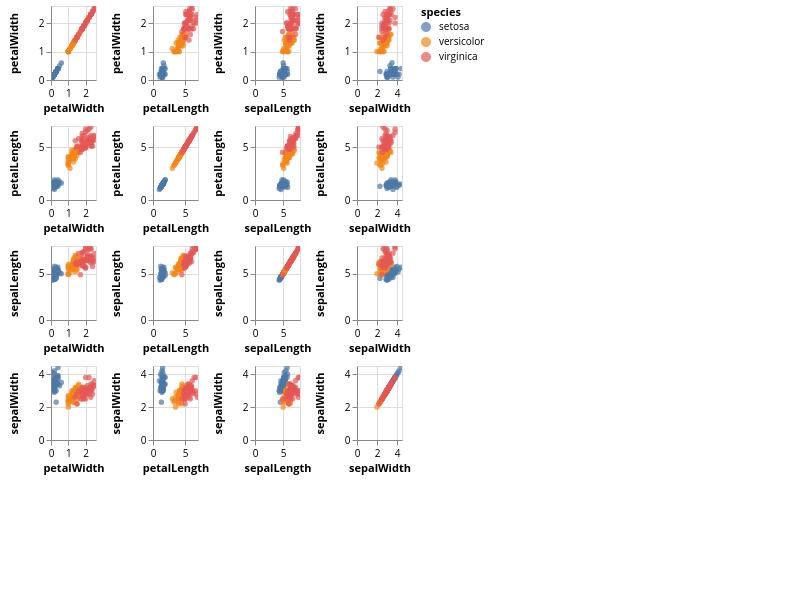 species
setosa
versicolor
virginica
petalWidth 2 1 0 petalWidth 2 1 0 petalWidth 2 1 0 petalWidth 2 1 0
0 1 2 0 5 0 5 0 2 4
petalWidth petalLength sepalLength sepalWidth
petalLength 5 0 petalLength 5 0 petalLength 5 0 petalLength 5 0
0 1 2 0 5 0 5 0 2 4
petalWidth petalLength sepalLength sepalWidth
sepalLength 5 0 sepalLength 5 0 sepalLength 5 0 sepalLength 5 0
0 1 2 0 5 0 5 0 2 4
petalWidth petalLength sepalLength sepalWidth
sepalWidth 4 2 0 sepalWidth 4 2 0 sepalWidth 4 2 0 sepalWidth 4 2 0
0 1 2 0 5 0 5 0 2 4
petalWidth petalLength sepalLength sepalWidth